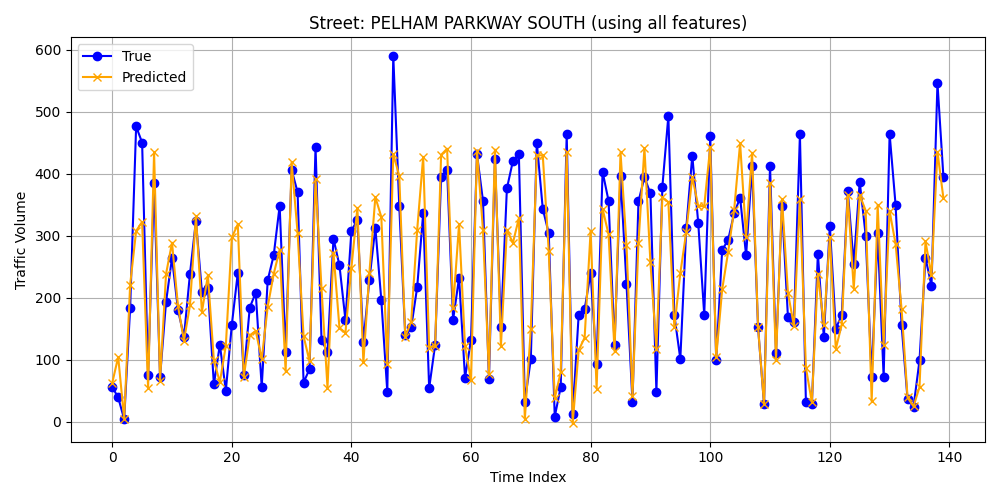 Street: PELHAM PARKWAY SOUTH (using all features)
True
Predicted
Traffic Volume
600
500
400
300
200
100
0
0 20 40 60 80 100 120 140
Time Index